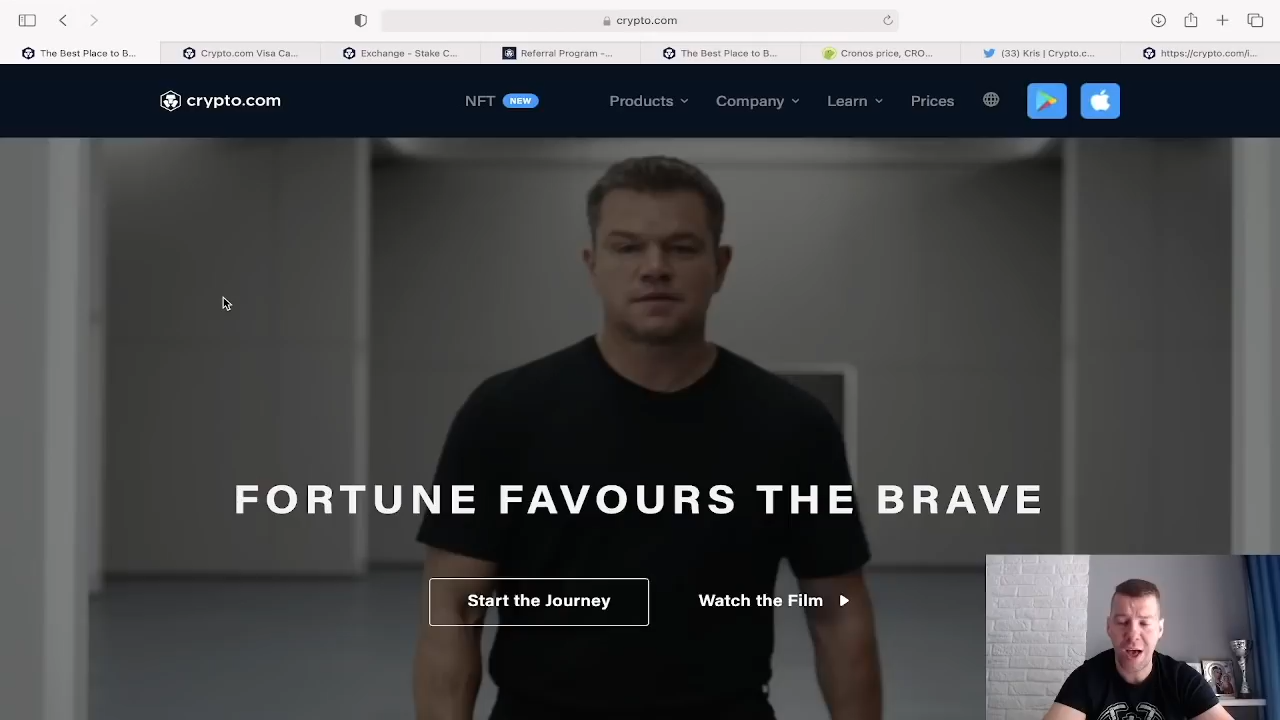 crypto.com
The Best Place to B...
Crypto.com Visa Ca...
Exchange - Stake C...
Referral Program -...
The Best Place to B...
Cronos price, CRO...
(33) Kris | Crypto.c...
https://crypto.com/i...
crypto.com
NFT NEW
Products
Company
Learn
Prices
FORTUNE FAVOURS THE BRAVE
Start the Journey
Watch the Film